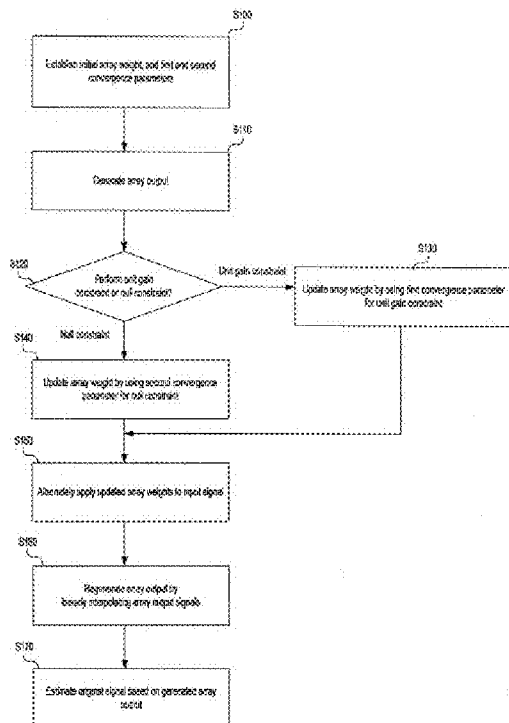 S100
Establish initial array weight, and first and second
convergence parameters
S110
Generate array output
S120
Perform unit gain
constraint or null constraint?
Unit gain constraint
S130
Update array weight by using first convergence parameter
for unit gain constraint
Null constraint
S140
Update array weight by using second convergence
parameter for null constraint
S150
Alternately apply updated array weights to input signal
S160
Regenerate array output by
linearly interpolating array output signals
S170
Estimate original signal based on generated array
output